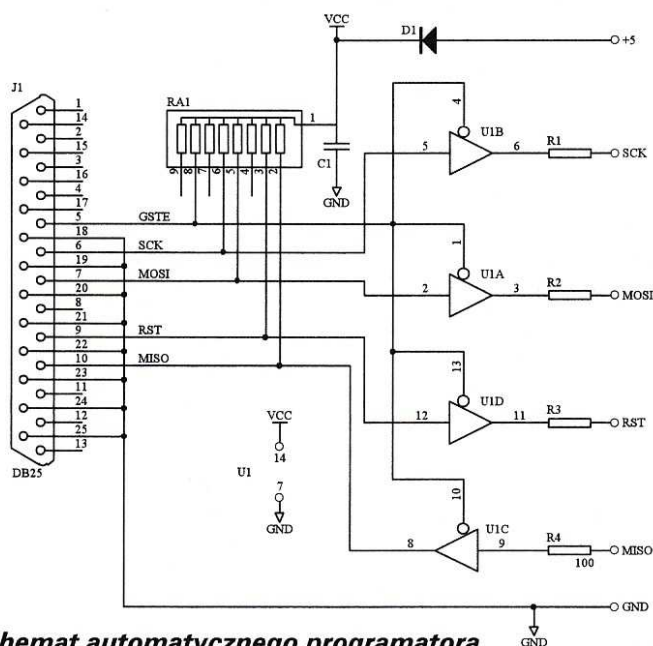 VCC
D1
+5
J1
RA1
1
9
8
7
6
5
4
3
2
C1
GND
4
U1B
5
6
R1
SCK
1
14
2
15
3
16
4
17
5
18
6
19
7
20
8
21
9
22
10
23
11
24
12
25
13
DB25
GSTE
SCK
MOSI
RST
MISO
1
U1A
2
3
R2
MOSI
13
U1D
12
11
R3
RST
VCC
14
U1
7
GND
10
U1C
8
9
R4
100
MISO
GND
GND
hemat automatycznego programatora